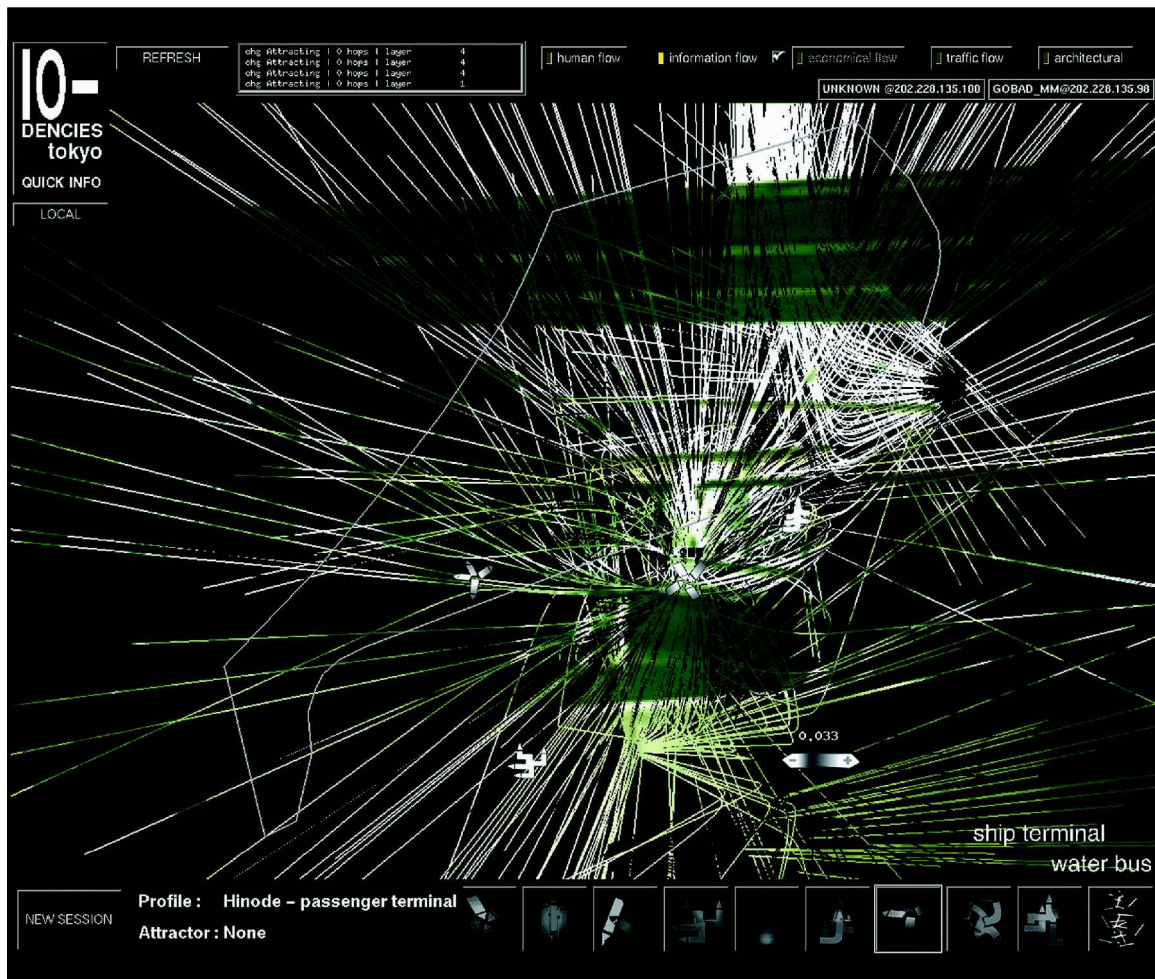 IO-
DENCIES
tokyo
QUICK INFO
LOCAL
REFRESH
chg Attracting | 0 hops | layer 4
chg Attracting | 0 hops | layer 4
chg Attracting | 0 hops | layer 4
chg Attracting | 0 hops | layer 1
human flow
information flow
economical flow
traffic flow
architectural
UNKNOWN @202.228.135.100
GOBAD_MM@202.228.135.98
0.033
- +
ship terminal
water bus
NEW SESSION
Profile : Hinode – passenger terminal
Attractor : None